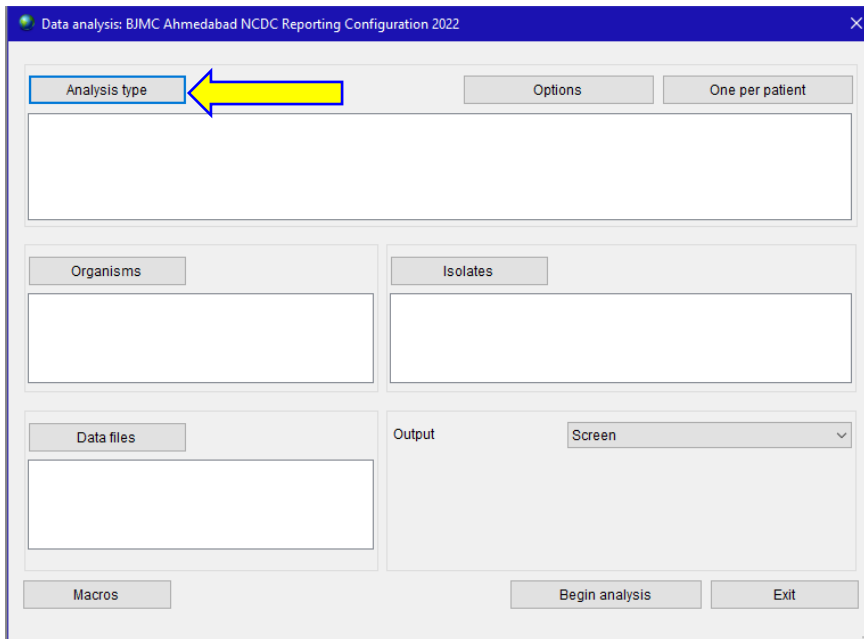 Data analysis: BJMC Ahmedabad NCDC Reporting Configuration 2022
Analysis type
Options
One per patient
Organisms
Isolates
Data files
Output
Screen
Macros
Begin analysis
Exit